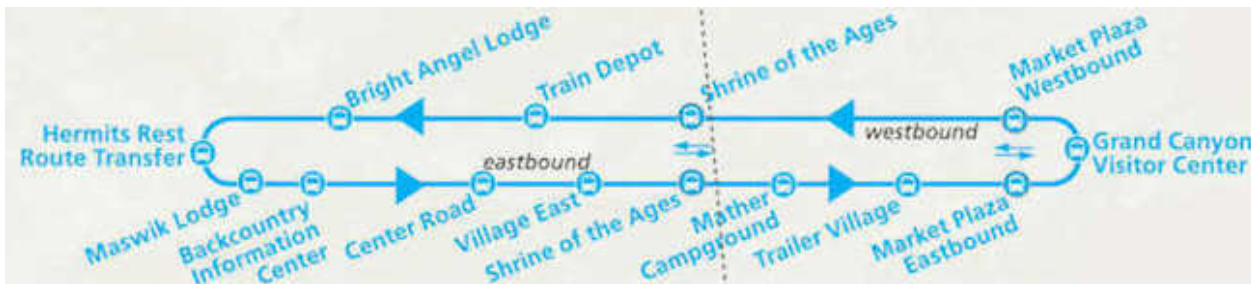 Bright Angel Lodge
Train Depot
Shrine of the Ages
Market Plaza
Westbound
Hermits Rest
Route Transfer
westbound
Grand Canyon
Visitor Center
eastbound
Maswik Lodge
Backcountry
Information
Center
Center Road
Village East
Shrine of the Ages
Mather
Campground
Trailer Village
Market Plaza
Eastbound